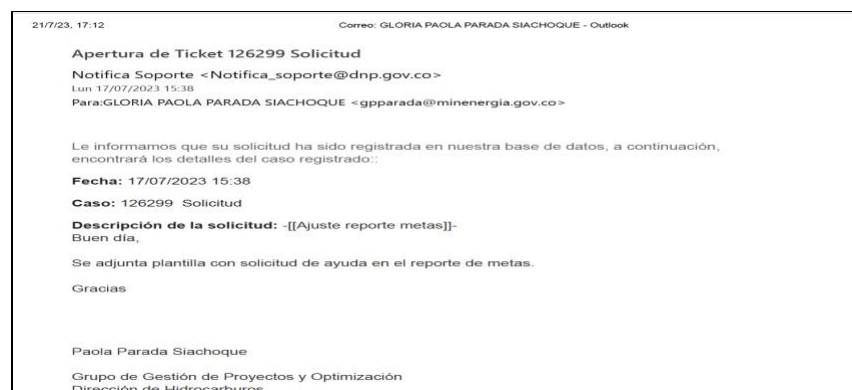 21/7/23, 17:12
Correo: GLORIA PAOLA PARADA SIACHOQUE - Outlook
Apertura de Ticket 126299 Solicitud
Notifica Soporte <Notifica_soporte@dnp.gov.co>
Lun 17/07/2023 15:38
Para:GLORIA PAOLA PARADA SIACHOQUE <gpparada@minenergia.gov.co>
Le informamos que su solicitud ha sido registrada en nuestra base de datos, a continuación,
encontrará los detalles del caso registrado::
Fecha: 17/07/2023 15:38
Caso: 126299 Solicitud
Descripción de la solicitud: -[[Ajuste reporte metas]]-
Buen día,
Se adjunta plantilla con solicitud de ayuda en el reporte de metas.
Gracias
Paola Parada Siachoque
Grupo de Gestión de Proyectos y Optimización
Dirección de Hidrocarburos